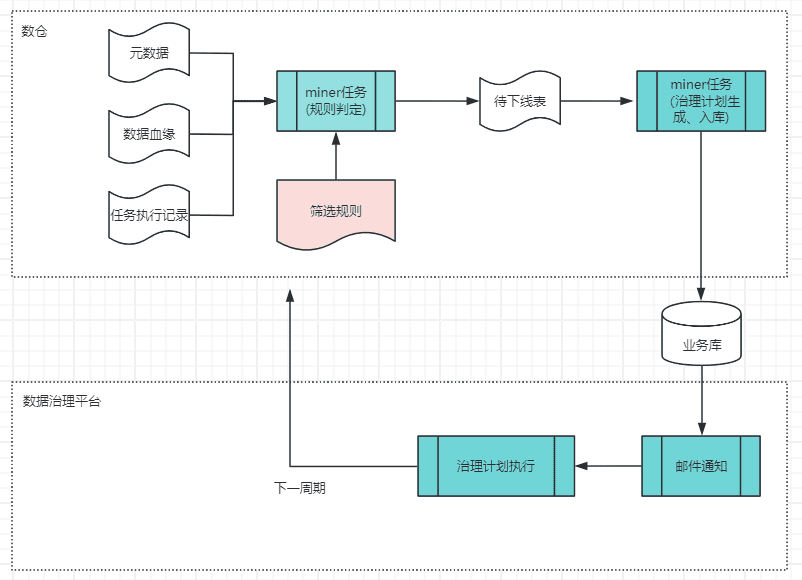 数仓
元数据
数据血缘
任务执行记录
miner任务
(规则判定)
筛选规则
待下线表
miner任务
(治理计划生
成、入库)
业务库
数据治理平台
邮件通知
治理计划执行
下一周期